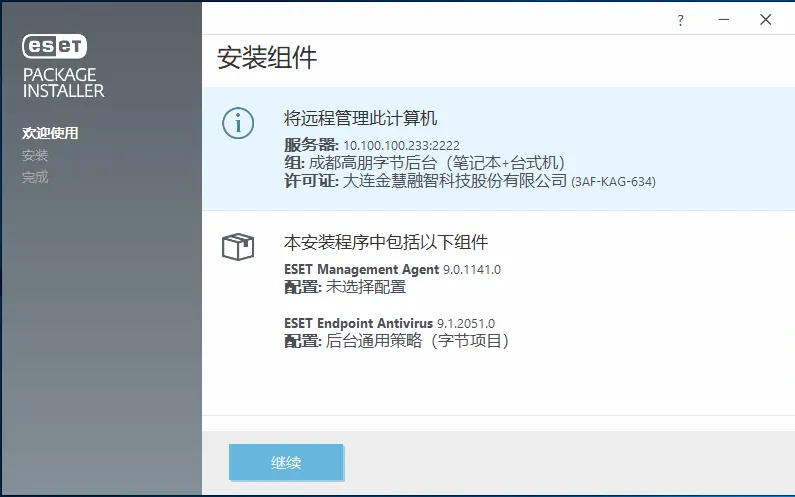 ?
eseT
PACKAGE
INSTALLER
欢迎使用
安装
完成
安装组件
将远程管理此计算机
服务器: 10.100.100.233:2222
组: 成都高朋字节后台（笔记本+台式机）
许可证: 大连金慧融智科技股份有限公司 (3AF-KAG-634)
本安装程序中包括以下组件
ESET Management Agent 9.0.1141.0
配置: 未选择配置
ESET Endpoint Antivirus 9.1.2051.0
配置: 后台通用策略（字节项目）
继续